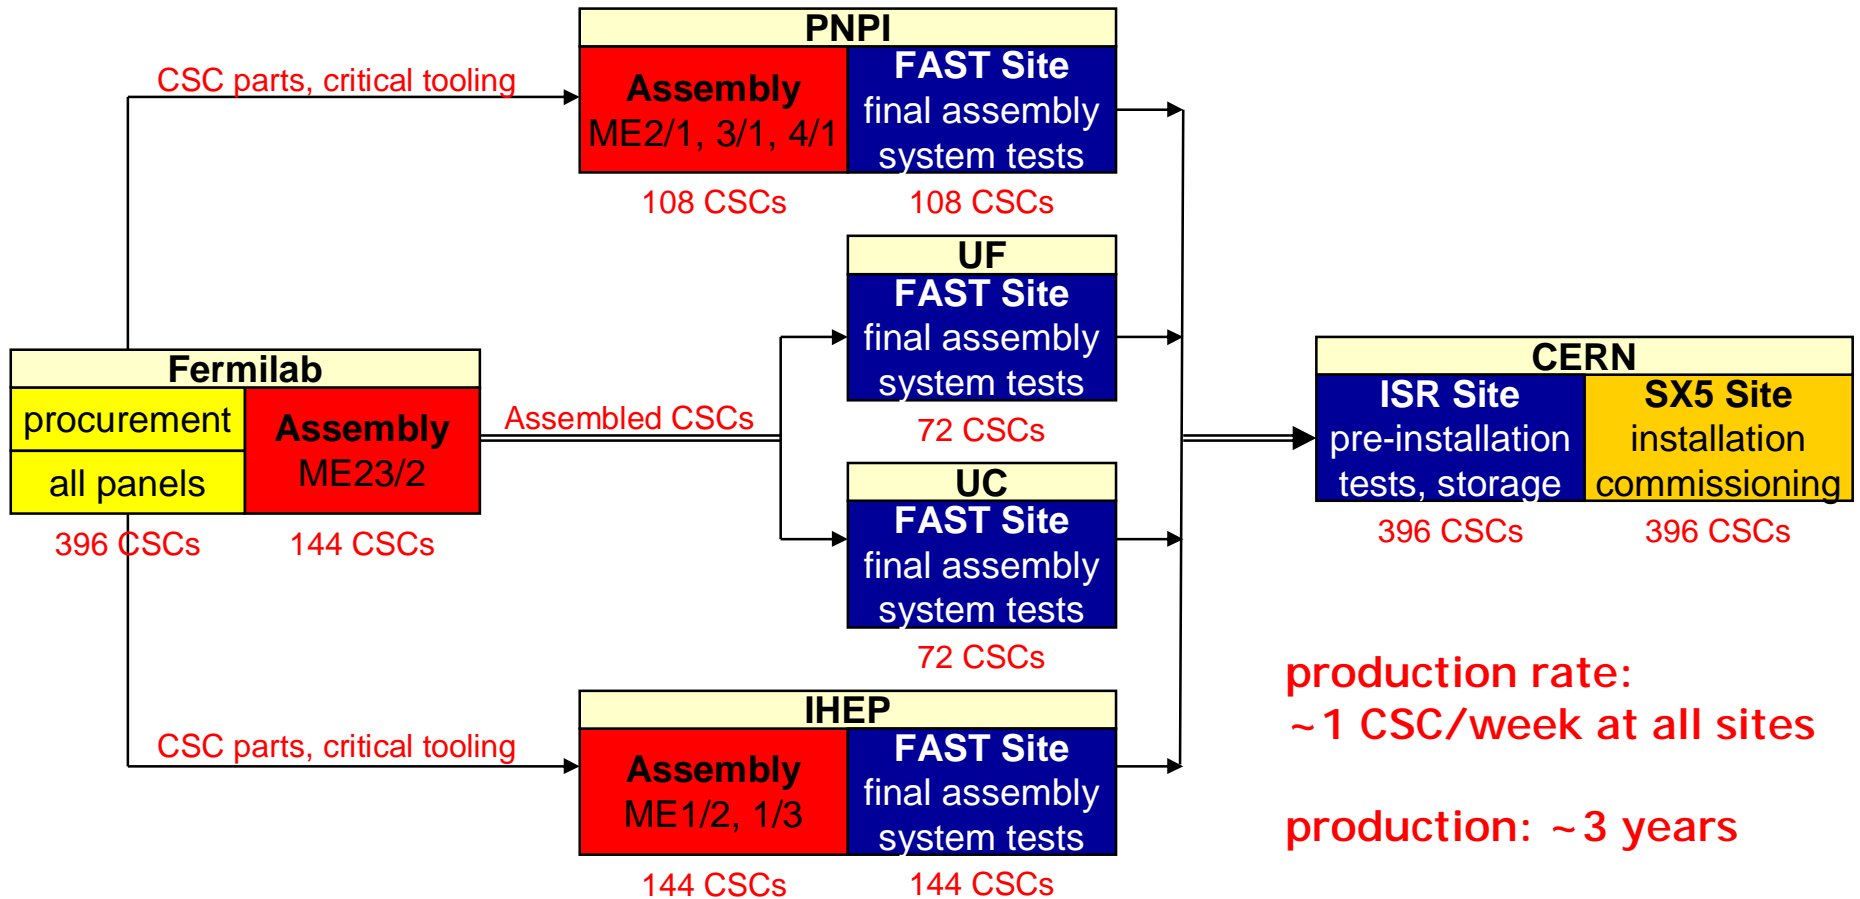 PNPI
CSC parts, critical tooling
Assembly
ME2/1, 3/1, 4/1
FAST Site
final assembly
system tests
108 CSCs
108 CSCs
UF
FAST Site
final assembly
system tests
72 CSCs
Fermilab
procurement
all panels
Assembly
ME23/2
396 CSCs
144 CSCs
Assembled CSCs
UC
FAST Site
final assembly
system tests
72 CSCs
CERN
ISR Site
pre-installation
tests, storage
SX5 Site
installation
commissioning
396 CSCs
396 CSCs
IHEP
CSC parts, critical tooling
Assembly
ME1/2, 1/3
FAST Site
final assembly
system tests
144 CSCs
144 CSCs
production rate:
~1 CSC/week at all sites
production: ~3 years